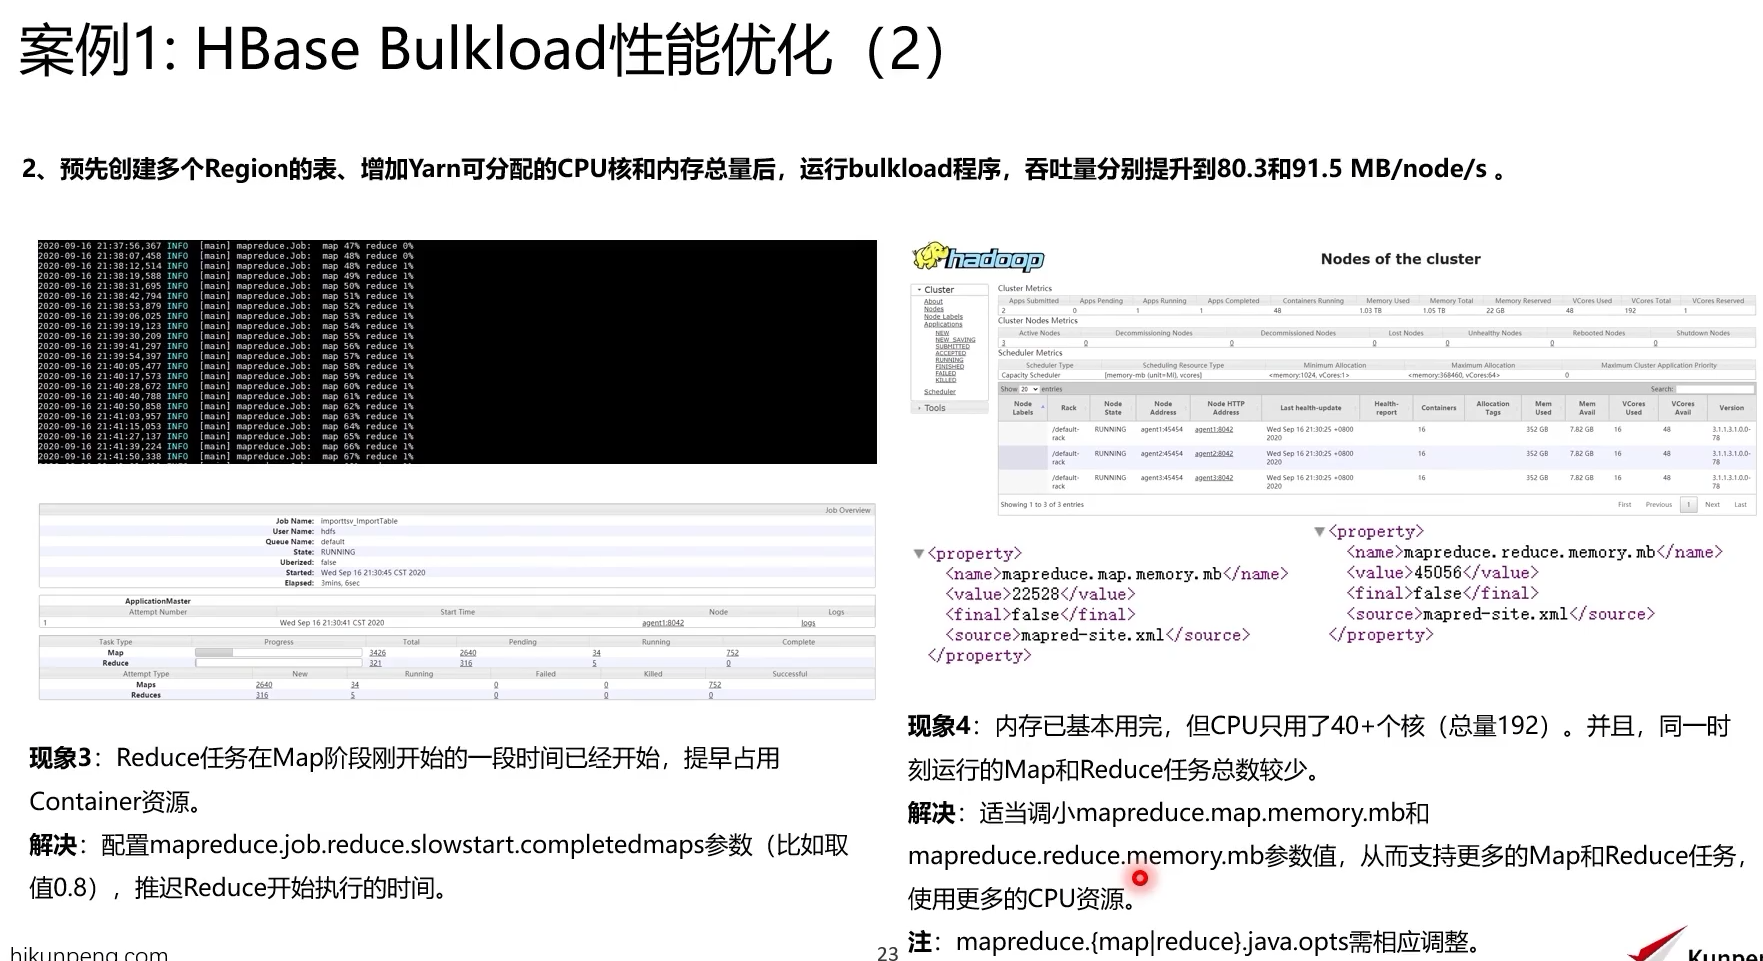 案例1: HBase Bulkload性能优化（2）
2、预先创建多个Region的表、增加Yarn可分配的CPU核和内存总量后，运行bulkload程序，吞吐量分别提升到80.3和91.5 MB/node/s 。
2020-09-16 21:37:56,367 INFO [main] mapreduce.Job: map 47% reduce 0%
2020-09-16 21:38:07,458 INFO [main] mapreduce.Job: map 48% reduce 0%
2020-09-16 21:38:12,514 INFO [main] mapreduce.Job: map 48% reduce 1%
2020-09-16 21:38:19,588 INFO [main] mapreduce.Job: map 49% reduce 1%
2020-09-16 21:38:31,695 INFO [main] mapreduce.Job: map 50% reduce 1%
2020-09-16 21:38:42,794 INFO [main] mapreduce.Job: map 51% reduce 1%
2020-09-16 21:38:53,879 INFO [main] mapreduce.Job: map 52% reduce 1%
2020-09-16 21:39:06,025 INFO [main] mapreduce.Job: map 53% reduce 1%
2020-09-16 21:39:19,123 INFO [main] mapreduce.Job: map 54% reduce 1%
2020-09-16 21:39:30,209 INFO [main] mapreduce.Job: map 55% reduce 1%
2020-09-16 21:39:41,297 INFO [main] mapreduce.Job: map 56% reduce 1%
2020-09-16 21:39:54,397 INFO [main] mapreduce.Job: map 57% reduce 1%
2020-09-16 21:40:05,477 INFO [main] mapreduce.Job: map 58% reduce 1%
2020-09-16 21:40:17,573 INFO [main] mapreduce.Job: map 59% reduce 1%
2020-09-16 21:40:28,672 INFO [main] mapreduce.Job: map 60% reduce 1%
2020-09-16 21:40:40,788 INFO [main] mapreduce.Job: map 61% reduce 1%
2020-09-16 21:40:50,858 INFO [main] mapreduce.Job: map 62% reduce 1%
2020-09-16 21:41:03,957 INFO [main] mapreduce.Job: map 63% reduce 1%
2020-09-16 21:41:15,053 INFO [main] mapreduce.Job: map 64% reduce 1%
2020-09-16 21:41:27,137 INFO [main] mapreduce.Job: map 65% reduce 1%
2020-09-16 21:41:39,224 INFO [main] mapreduce.Job: map 66% reduce 1%
2020-09-16 21:41:50,338 INFO [main] mapreduce.Job: map 67% reduce 1%
Job Overview
Job Name: importtsv_ImportTable
User Name: hdfs
Queue Name: default
State: RUNNING
Uberized: false
Started: Wed Sep 16 21:30:45 CST 2020
Elapsed: 3mins, 6sec
ApplicationMaster
Attempt Number Start Time Node Logs
1 Wed Sep 16 21:30:41 CST 2020 agent1:8042 logs
Task Type Progress Total Pending Running Complete
Map 3426 2640 34 752
Reduce 321 316 5 0
Attempt Type New Running Failed Killed Successful
Maps 2640 34 0 0 752
Reduces 316 5 0 0 0
现象3：Reduce任务在Map阶段刚开始的一段时间已经开始，提早占用
Container资源。
解决：配置mapreduce.job.reduce.slowstart.completedmaps参数（比如取
值0.8），推迟Reduce开始执行的时间。
hadoop
Nodes of the cluster
Cluster
About
Nodes
Node Labels
Applications
NEW
NEW_SAVING
SUBMITTED
ACCEPTED
RUNNING
FINISHED
FAILED
KILLED
Scheduler
Tools
Cluster Metrics
Apps Submitted Apps Pending Apps Running Apps Completed Containers Running Memory Used Memory Total Memory Reserved VCores Used VCores Total VCores Reserved
2 0 1 1 48 1.03 TB 1.05 TB 22 GB 48 192 1
Cluster Nodes Metrics
Active Nodes Decommissioning Nodes Decommissioned Nodes Lost Nodes Unhealthy Nodes Rebooted Nodes Shutdown Nodes
3 0 0 0 0 0 0
Scheduler Metrics
Scheduler Type Scheduling Resource Type Minimum Allocation Maximum Allocation Maximum Cluster Application Priority
Capacity Scheduler [memory-mb (unit=Mi), vcores] <memory:1024, vCores:1> <memory:368460, vCores:64> 0
Show 20 entries Search:
Node Labels Rack Node State Node Address Node HTTP Address Last health-update Health-report Containers Allocation Tags Mem Used Mem Avail VCores Used VCores Avail Version
/default-rack RUNNING agent1:45454 agent1:8042 Wed Sep 16 21:30:25 +0800 2020 16 352 GB 7.82 GB 16 48 3.1.1.3.1.0.0-78
/default-rack RUNNING agent2:45454 agent2:8042 Wed Sep 16 21:30:25 +0800 2020 16 352 GB 7.82 GB 16 48 3.1.1.3.1.0.0-78
/default-rack RUNNING agent3:45454 agent3:8042 Wed Sep 16 21:30:25 +0800 2020 16 352 GB 7.82 GB 16 48 3.1.1.3.1.0.0-78
Showing 1 to 3 of 3 entries First Previous 1 Next Last
<property>
<name>mapreduce.map.memory.mb</name>
<value>22528</value>
<final>false</final>
<source>mapred-site.xml</source>
</property>
<property>
<name>mapreduce.reduce.memory.mb</name>
<value>45056</value>
<final>false</final>
<source>mapred-site.xml</source>
</property>
现象4：内存已基本用完，但CPU只用了40+个核（总量192）。并且，同一时
刻运行的Map和Reduce任务总数较少。
解决：适当调小mapreduce.map.memory.mb和
mapreduce.reduce.memory.mb参数值，从而支持更多的Map和Reduce任务，
使用更多的CPU资源。
注：mapreduce.{map|reduce}.java.opts需相应调整。
hikunpeng.com
23
Kunpen